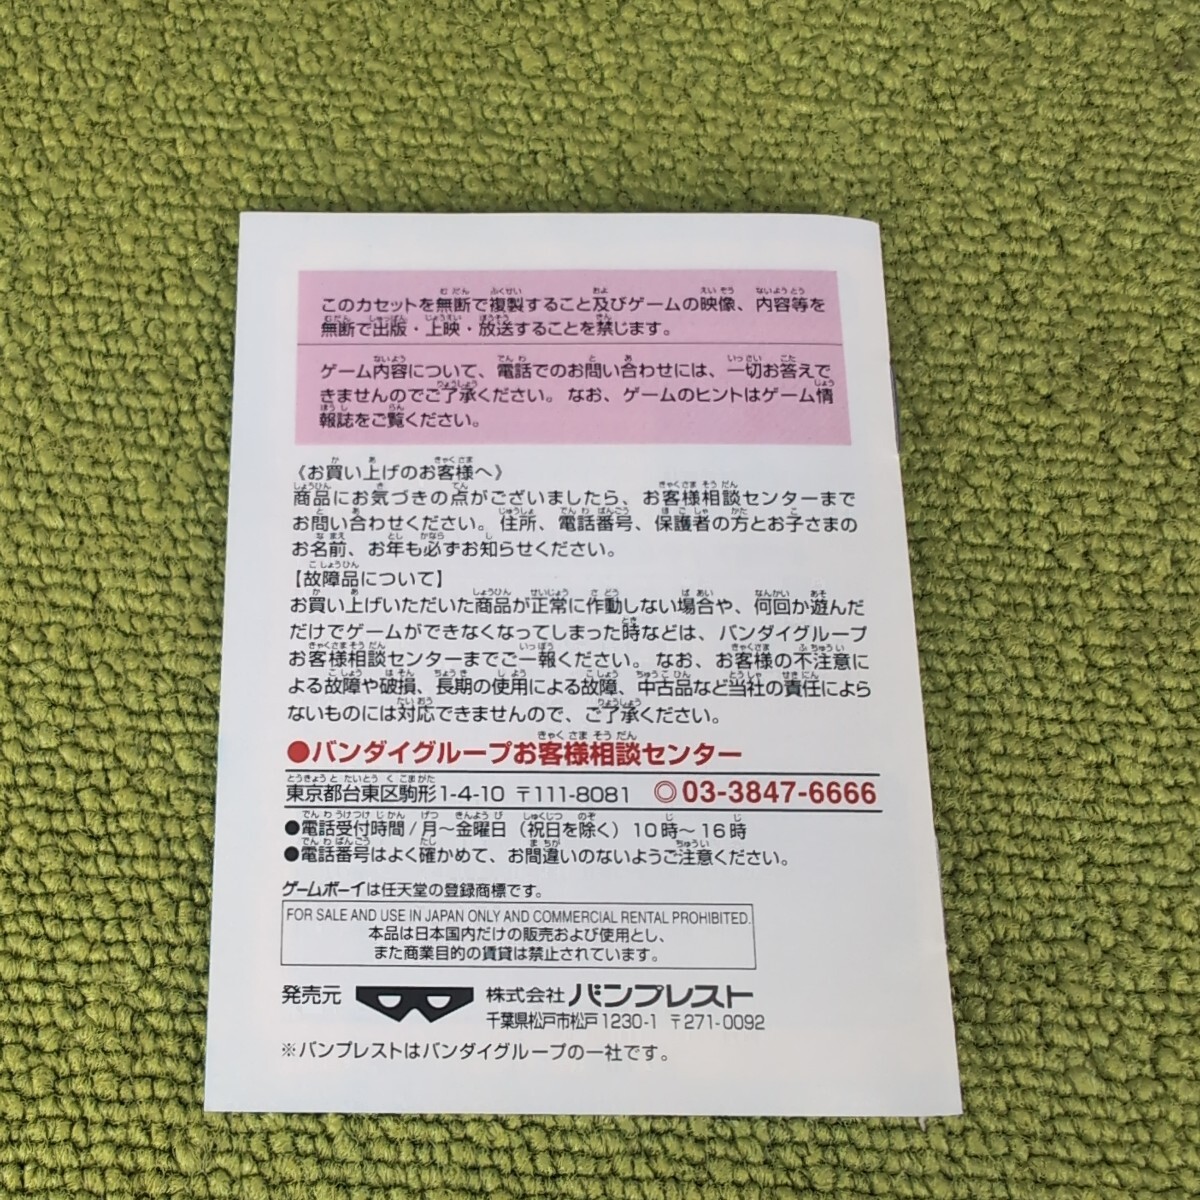 このカセットを無断で複製すること及びゲームの映像、内容等を
無断で出版・上映・放送することを禁じます。
ゲーム内容について、電話でのお問い合わせには、一切お答えで
きませんのでご了承ください。なお、ゲームのヒントはゲーム情
報誌をご覧ください。
《お買い上げのお客様へ》
商品にお気づきの点がございましたら、お客様相談センターまで
お問い合わせください。住所、電話番号、保護者の方とお子さまの
お名前、お年も必ずお知らせください。
【故障品について】
お買い上げいただいた商品が正常に作動しない場合や、何回か遊んだ
だけでゲームができなくなってしまった時などは、バンダイグループ
お客様相談センターまでご一報ください。なお、お客様の不注意に
よる故障や破損、長期の使用による故障、中古品など当社の責任によら
ないものには対応できませんので、ご了承ください。
●バンダイグループお客様相談センター
東京都台東区駒形1-4-10 〒111-8081 ◎03-3847-6666
●電話受付時間/月〜金曜日（祝日を除く）10時〜16時
●電話番号はよく確かめて、お間違いのないようご注意ください。
ゲームボーイは任天堂の登録商標です。
FOR SALE AND USE IN JAPAN ONLY AND COMMERCIAL RENTAL PROHIBITED.
本品は日本国内だけの販売および使用とし、
また商業目的の賃貸は禁止されています。
発売元 株式会社 バンプレスト
千葉県松戸市松戸1230-1 〒271-0092
※バンプレストはバンダイグループの一社です。